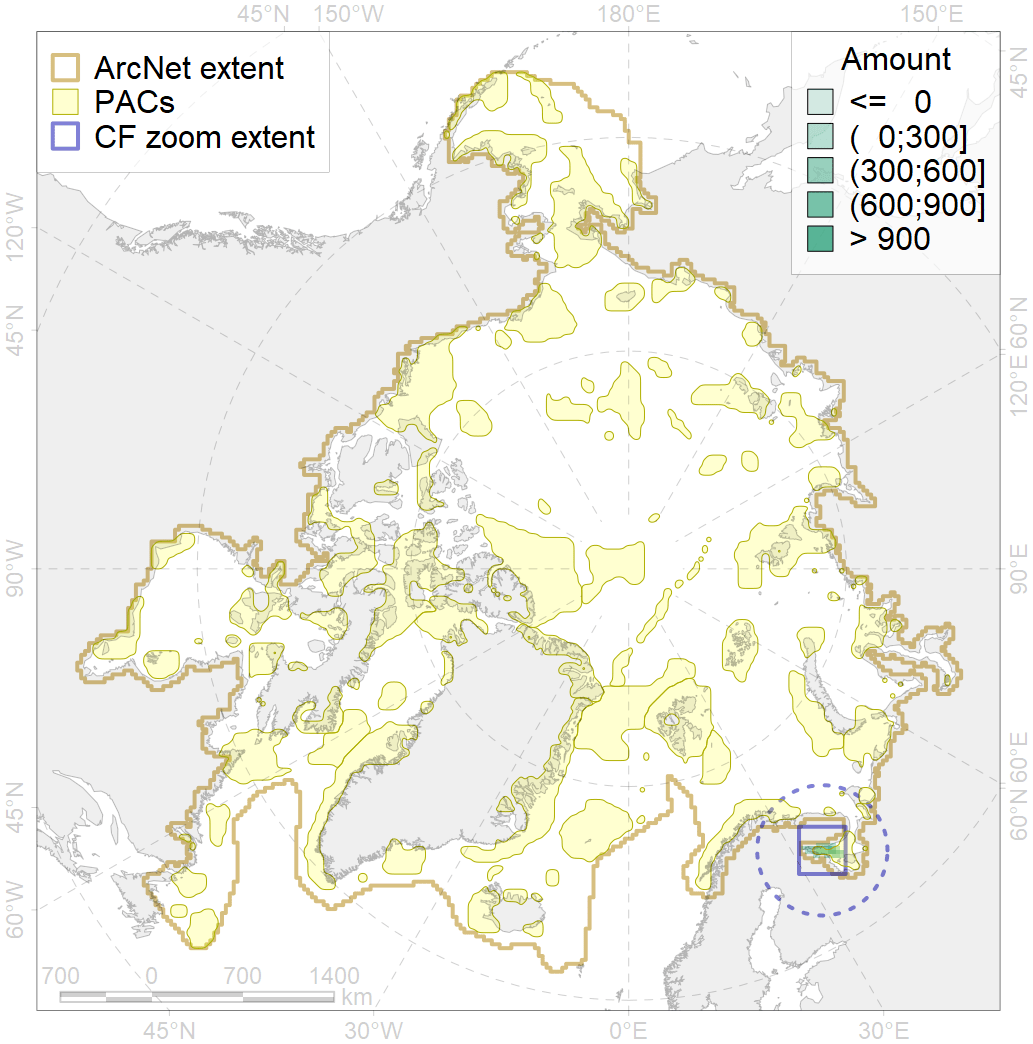 45°N 150°W 180°E 150°E
ArcNet extent
PACs
CF zoom extent
Amount
<= 0
( 0;300]
(300;600]
(600;900]
> 900
45°N
120°W
45°N
60°N
120°E
90°W
90°E
60°E
45°N
60°N
60°W
700 0 700 1400
km
45°N 30°W 0°E 30°E